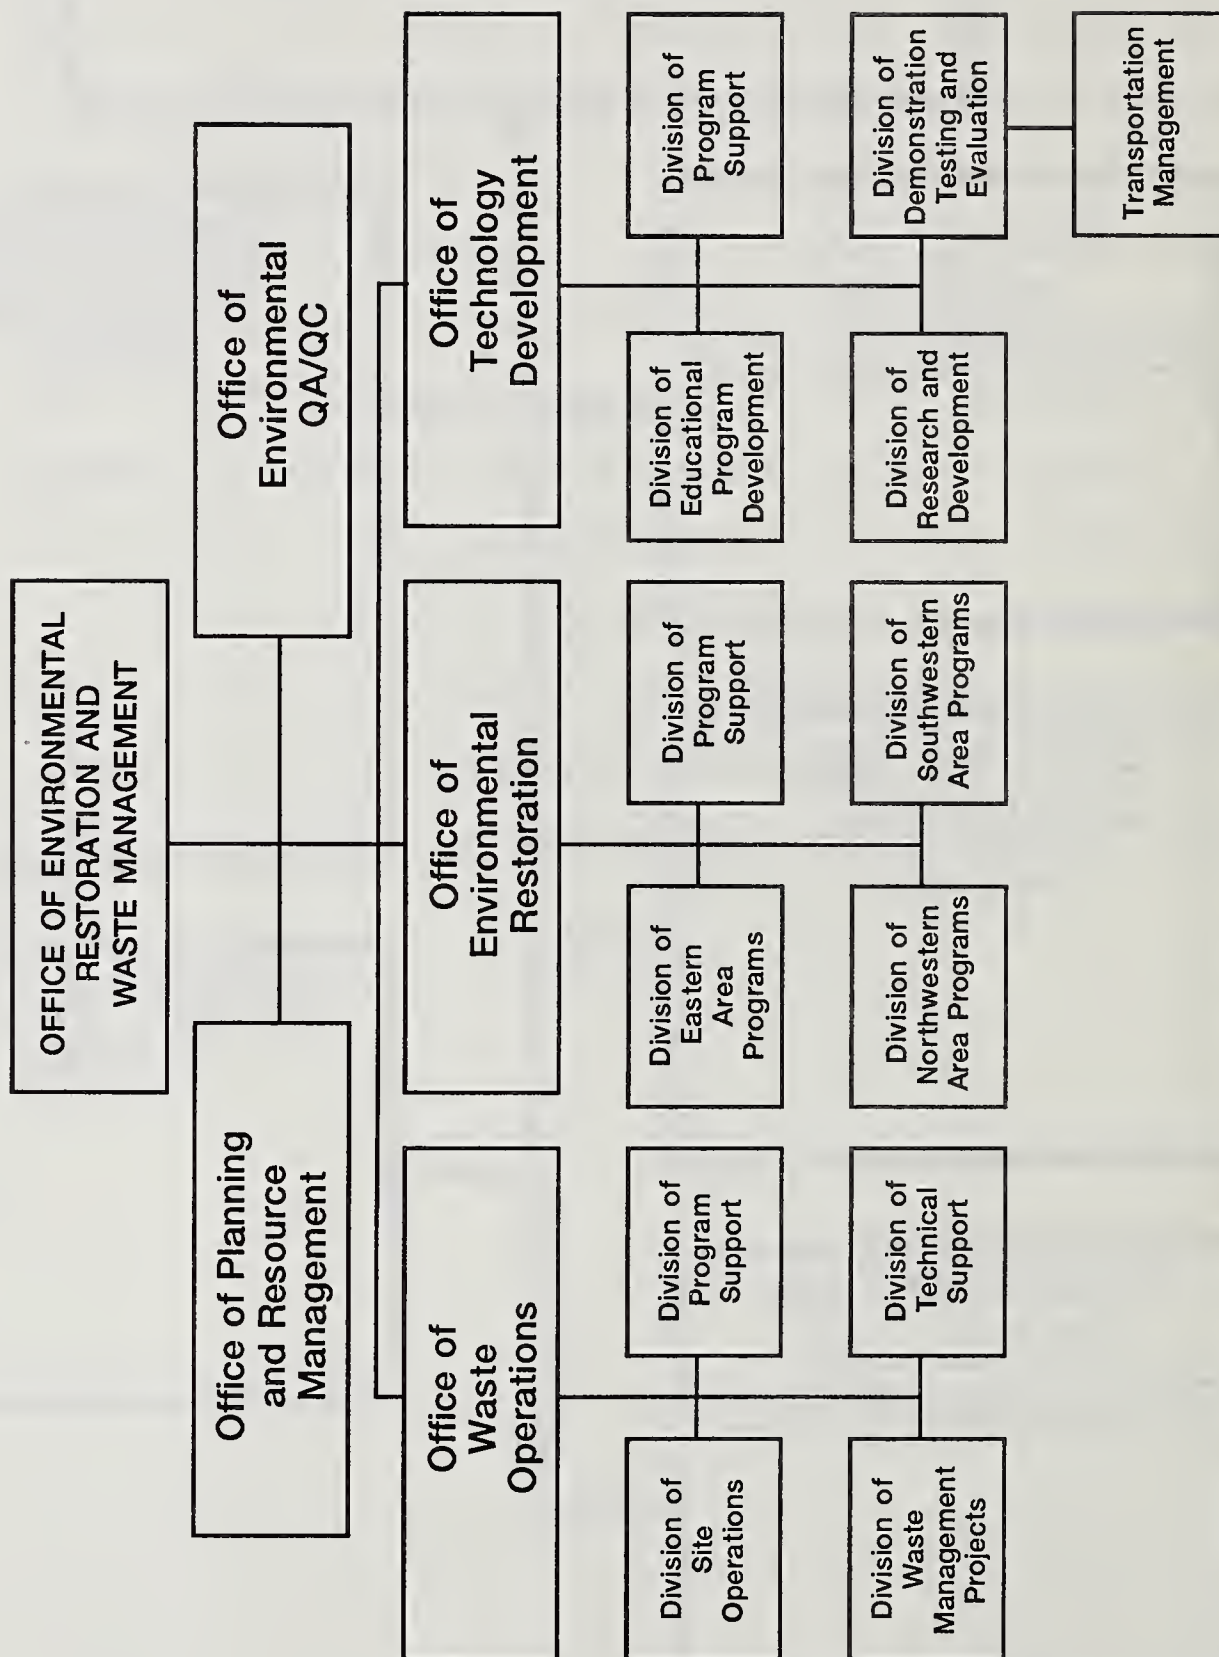 OFFICE OF ENVIRONMENTAL
RESTORATION AND
WASTE MANAGEMENT
Office of Planning
and Resource
Management
Office of
Environmental
QA/QC
Office of
Waste
Operations
Office of
Environmental
Restoration
Office of
Technology
Development
Division of
Site
Operations
Division of
Program
Support
Division of
Eastern
Area
Programs
Division of
Program
Support
Division of
Educational
Program
Development
Division of
Program
Support
Division of
Waste
Management
Projects
Division of
Technical
Support
Division of
Northwestern
Area Programs
Division of
Southwestern
Area Programs
Division of
Research and
Development
Division of
Demonstration
Testing and
Evaluation
Transportation
Management